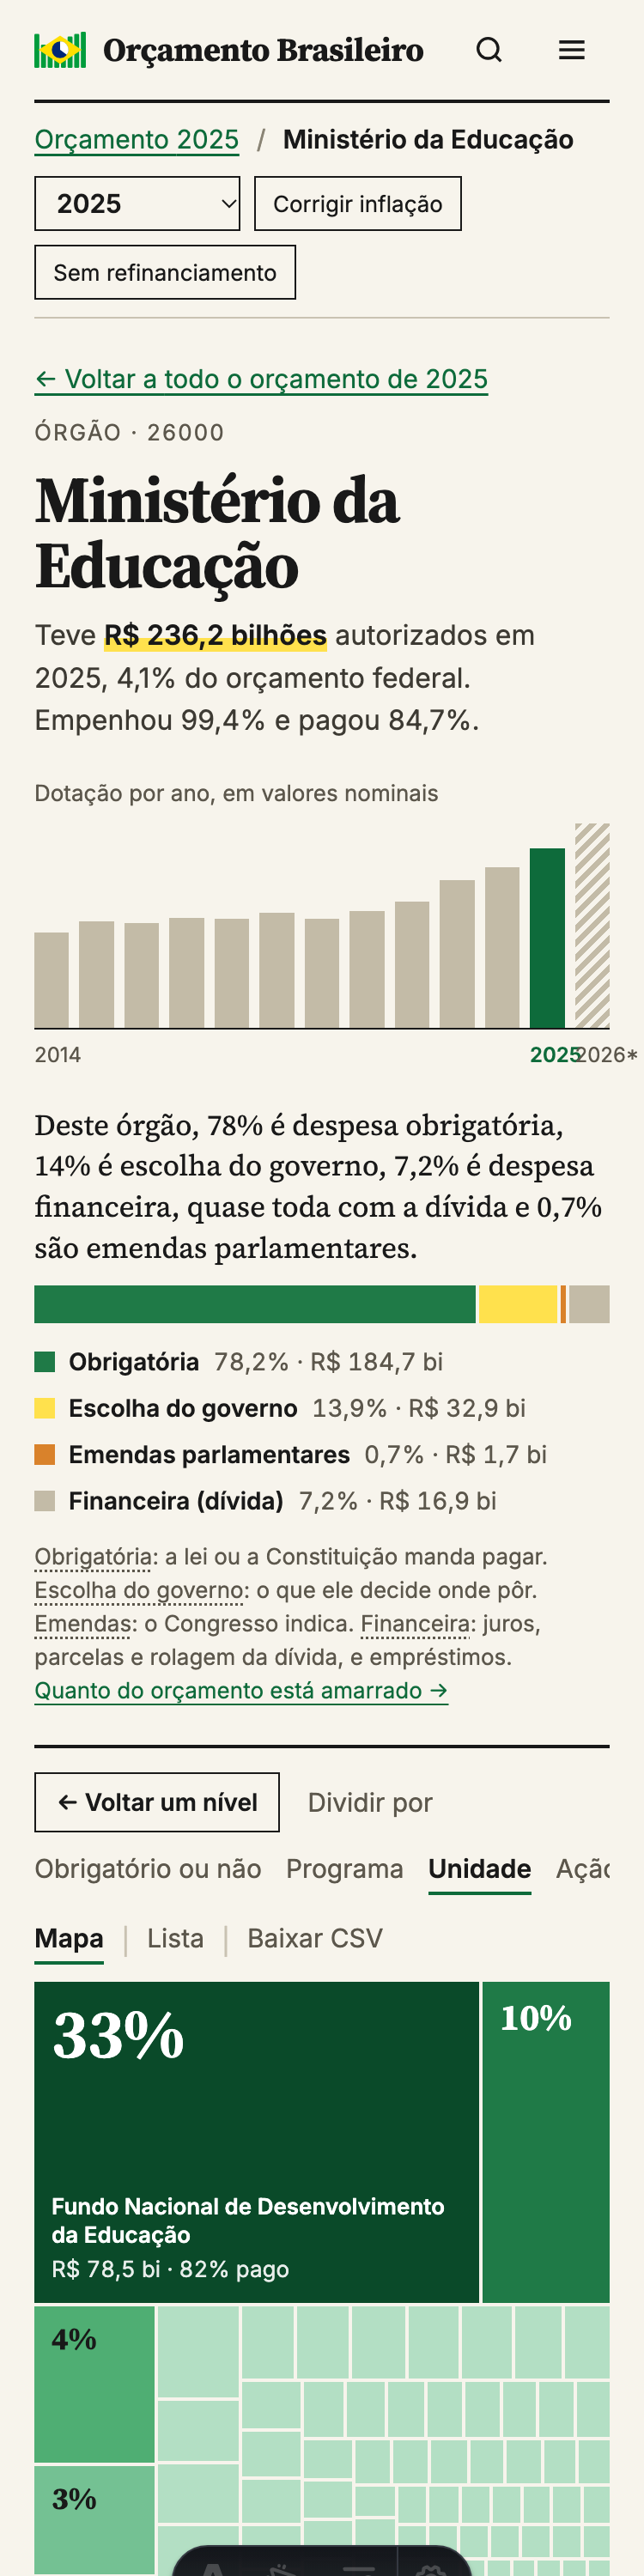 Orçamento Brasileiro
Orçamento 2025 / Ministério da Educação
2025
Corrigir inflação
Sem refinanciamento
← Voltar a todo o orçamento de 2025
ÓRGÃO · 26000
Ministério da
Educação
Teve R$ 236,2 bilhões autorizados em
2025, 4,1% do orçamento federal.
Empenhou 99,4% e pagou 84,7%.
Dotação por ano, em valores nominais
2014
2025
2026*
Deste órgão, 78% é despesa obrigatória,
14% é escolha do governo, 7,2% é despesa
financeira, quase toda com a dívida e 0,7%
são emendas parlamentares.
Obrigatória 78,2% · R$ 184,7 bi
Escolha do governo 13,9% · R$ 32,9 bi
Emendas parlamentares 0,7% · R$ 1,7 bi
Financeira (dívida) 7,2% · R$ 16,9 bi
Obrigatória: a lei ou a Constituição manda pagar.
Escolha do governo: o que ele decide onde pôr.
Emendas: o Congresso indica. Financeira: juros,
parcelas e rolagem da dívida, e empréstimos.
Quanto do orçamento está amarrado →
← Voltar um nível
Dividir por
Obrigatório ou não Programa Unidade
Mapa | Lista | Baixar CSV
33%
10%
Fundo Nacional de Desenvolvimento
da Educação
R$ 78,5 bi · 82% pago
4%
3%